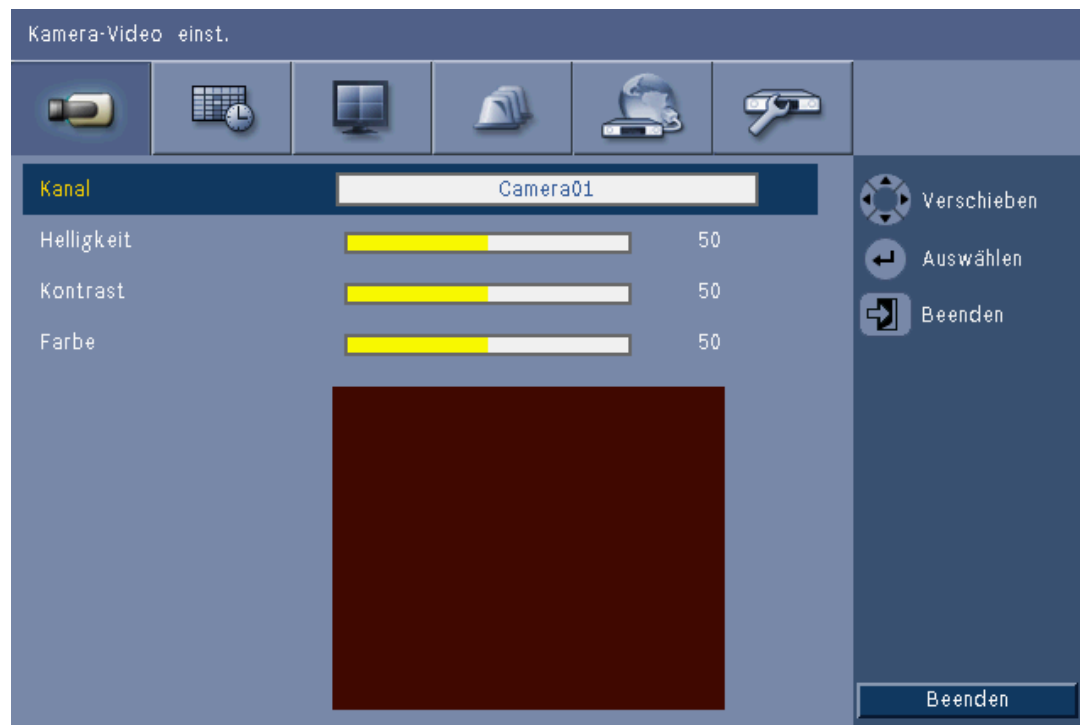 Kamera-Video einst.
Kanal Camera01
Helligkeit 50
Kontrast 50
Farbe 50
Verschieben
Auswählen
Beenden
Beenden